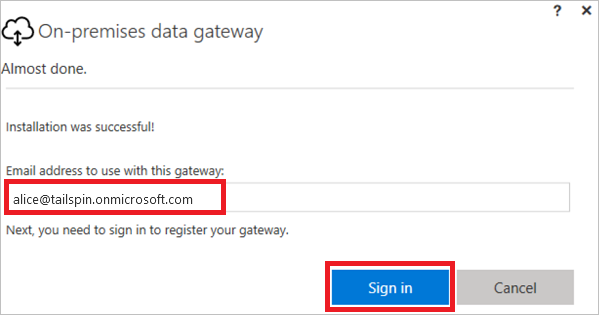 ? ×
On-premises data gateway
Almost done.
Installation was successful!
Email address to use with this gateway:
alice@tailspin.onmicrosoft.com
Next, you need to sign in to register your gateway.
Sign in Cancel